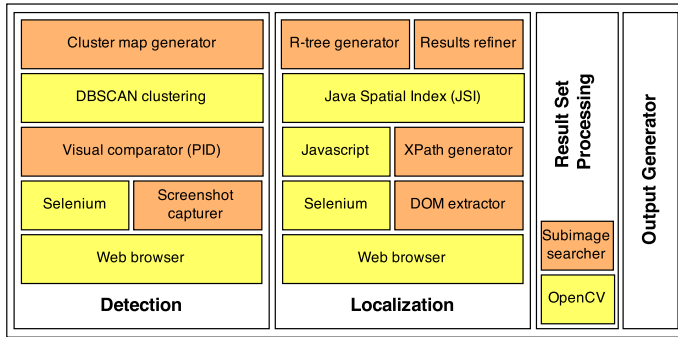 Cluster map generator
DBSCAN clustering
Visual comparator (PID)
Selenium
Screenshot
capturer
Web browser
Detection
R-tree generator
Results refiner
Java Spatial Index (JSI)
Javascript
XPath generator
Selenium
DOM extractor
Web browser
Localization
Result Set
Processing
Subimage
searcher
OpenCV
Output Generator